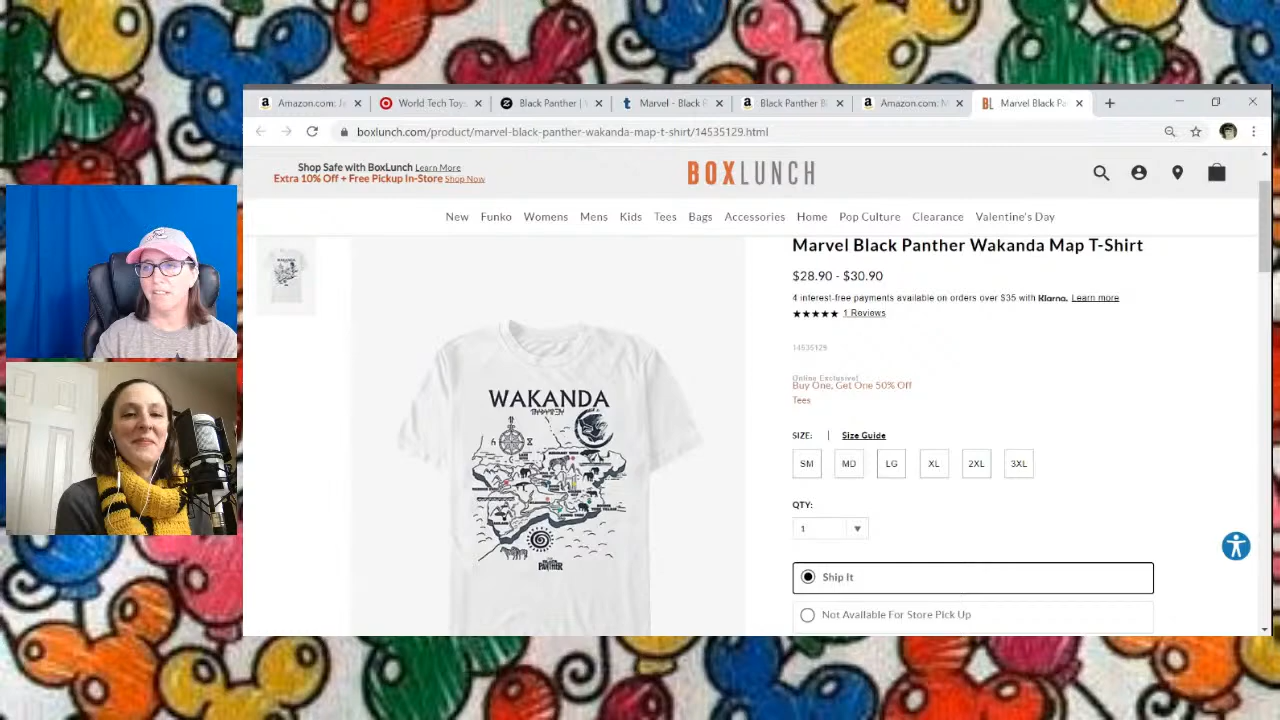 Amazon.com: Ja
World Tech Toy
Black Panther |
Marvel - Black P
Black Panther B
Amazon.com: M
Marvel Black Pa
boxlunch.com/product/marvel-black-panther-wakanda-map-t-shirt/14535129.html
Shop Safe with BoxLunch Learn More
Extra 10% Off + Free Pickup In-Store Shop Now
BOXLUNCH
New Funko Womens Mens Kids Tees Bags Accessories Home Pop Culture Clearance Valentine's Day
Marvel Black Panther Wakanda Map T-Shirt
$28.90 - $30.90
4 interest-free payments available on orders over $35 with Klarna. Learn more
1 Reviews
14535129
Online Exclusive!
Buy One, Get One 50% Off
Tees
SIZE: | Size Guide
SM MD LG XL 2XL 3XL
QTY:
1
Ship It
Not Available For Store Pick Up
WAKANDA
PANTHER